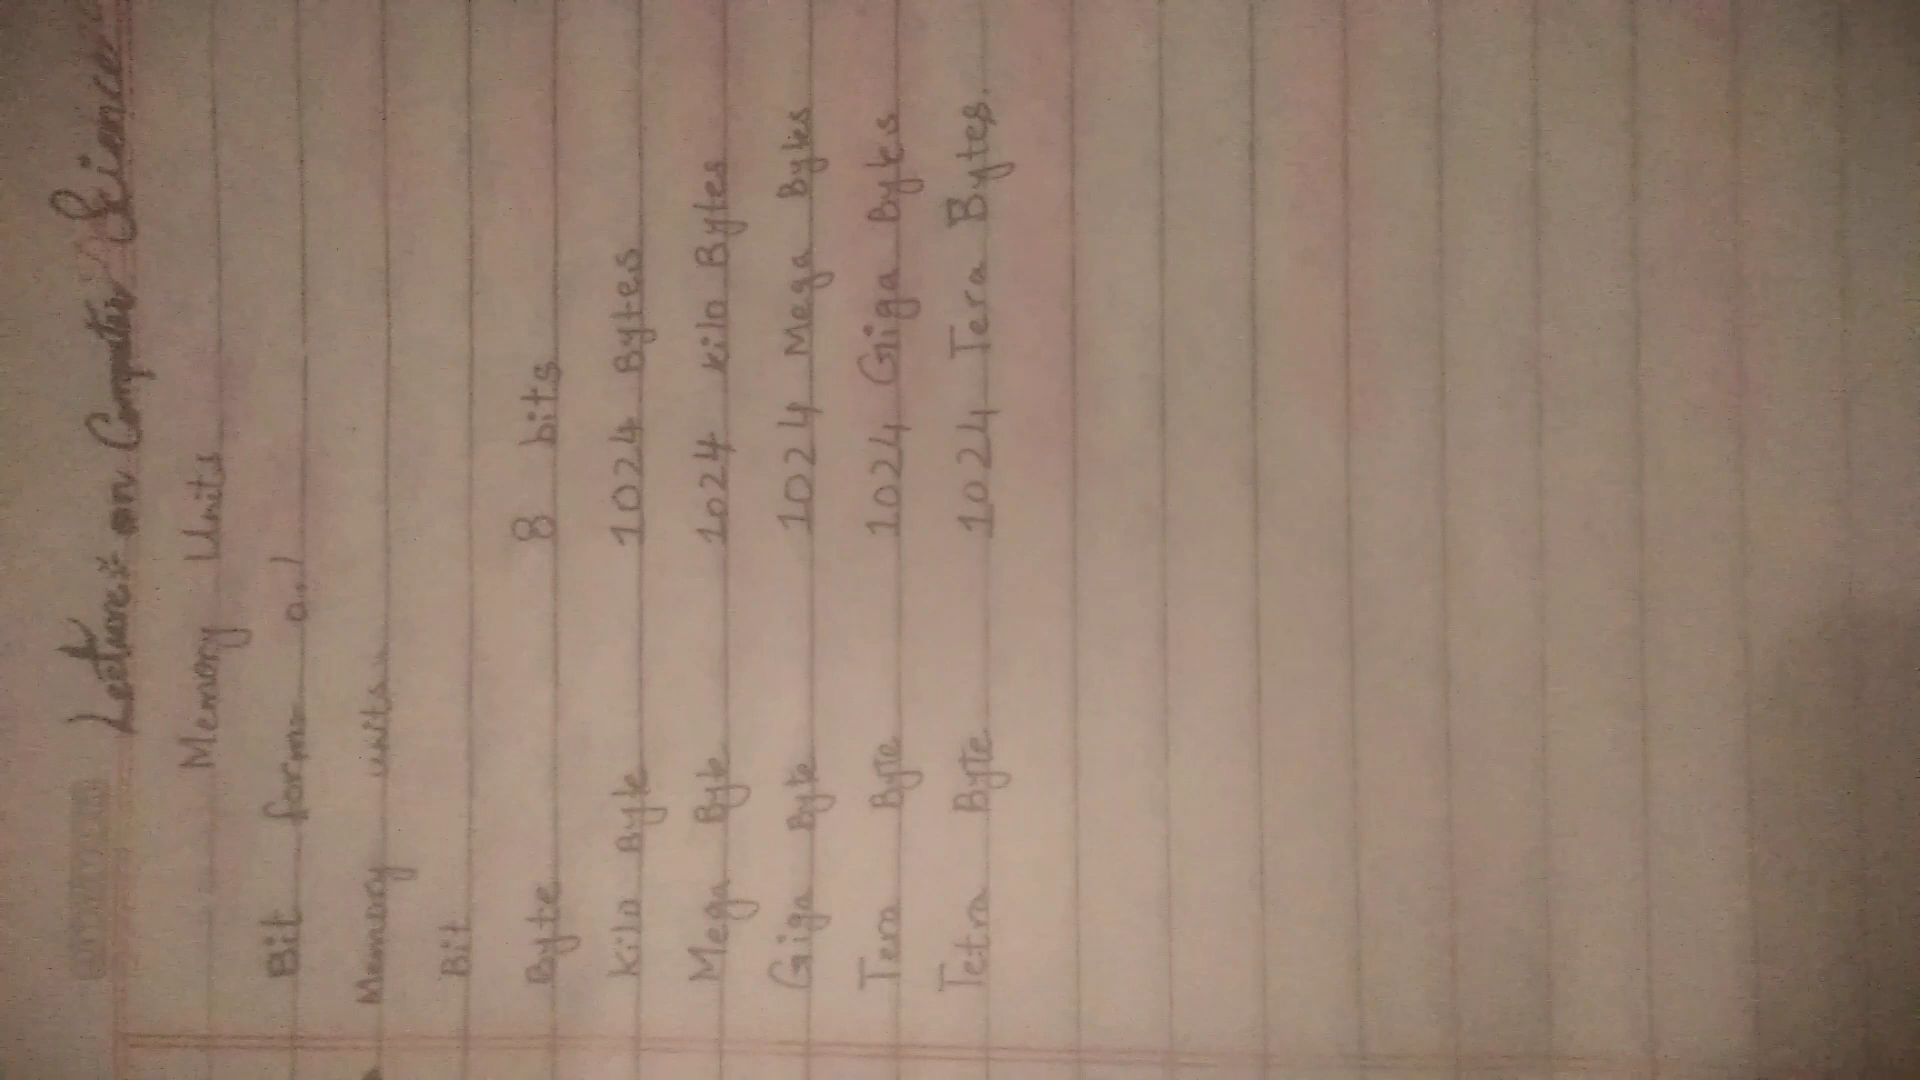 Lecture:* on Computer Science
Memory Units
Bit form 0,1
Memory units
Bit
Byte 8 bits
Kilo Byte 1024 Bytes
Mega Byte 1024 kilo Bytes
Giga Byte 1024 Mega Bytes
Tera Byte 1024 Giga Bytes
Tetra Byte 1024 Tera Bytes.